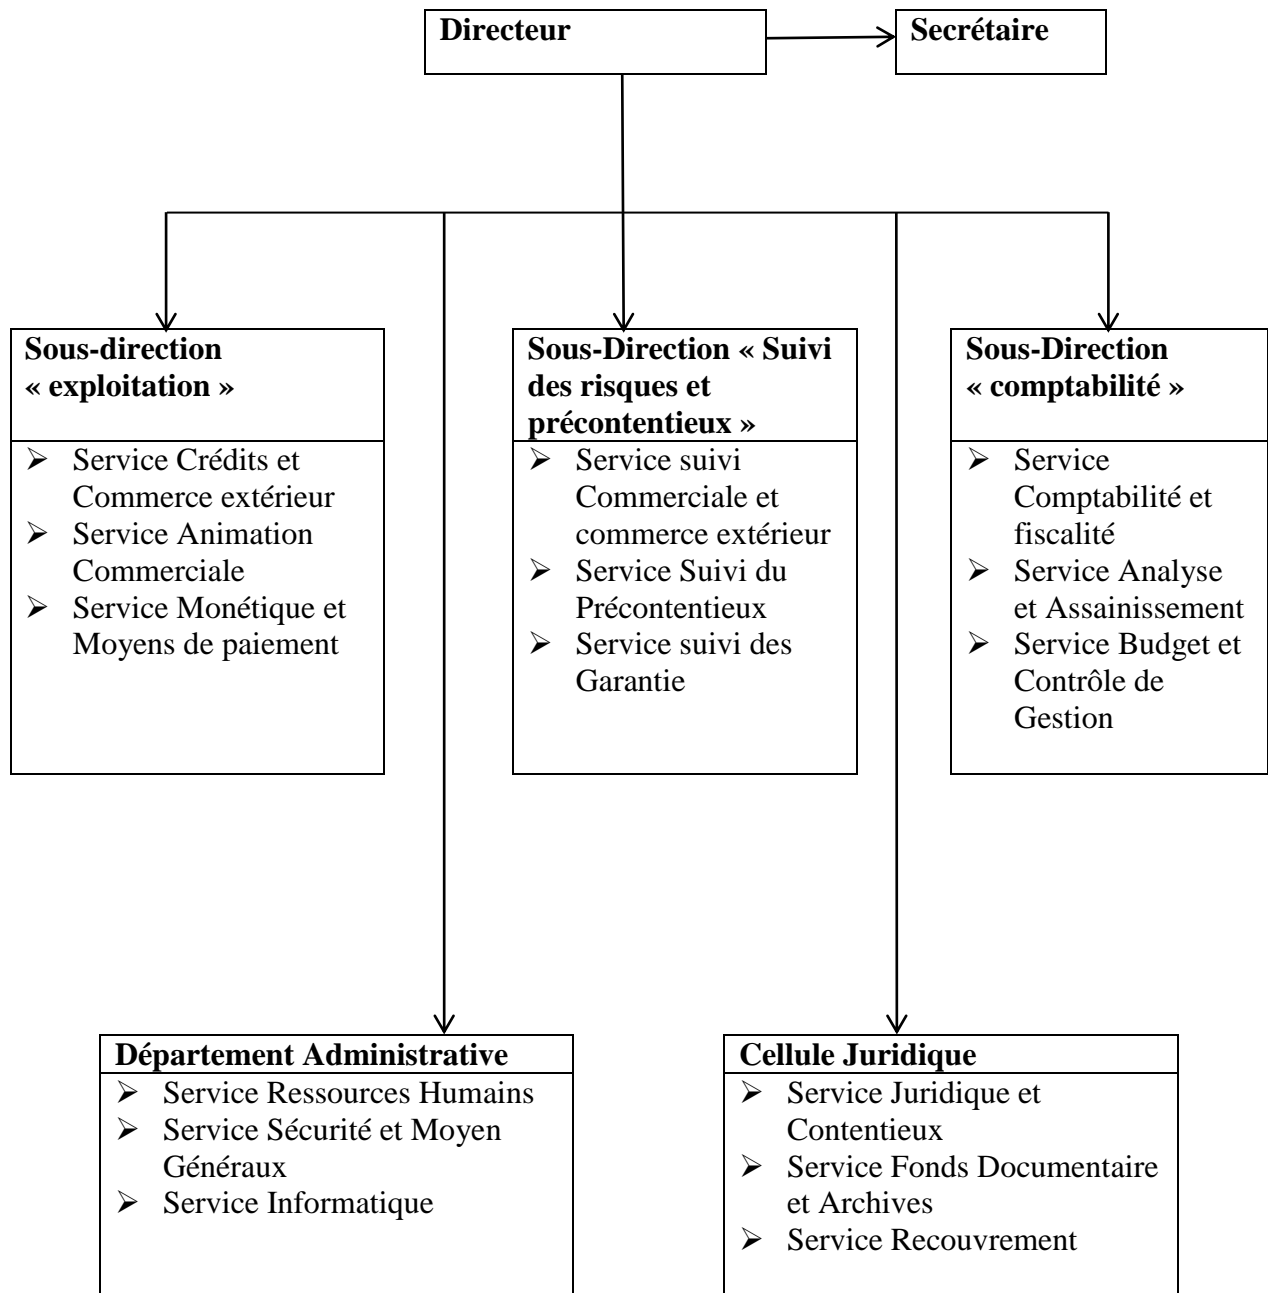 Directeur
Secrétaire
Sous-direction
« exploitation »
➢ Service Crédits et
Commerce extérieur
➢ Service Animation
Commerciale
➢ Service Monétique et
Moyens de paiement
Sous-Direction « Suivi
des risques et
précontentieux »
➢ Service suivi
Commerciale et
commerce extérieur
➢ Service Suivi du
Précontentieux
➢ Service suivi des
Garantie
Sous-Direction
« comptabilité »
➢ Service
Comptabilité et
fiscalité
➢ Service Analyse
et Assainissement
➢ Service Budget et
Contrôle de
Gestion
Département Administrative
➢ Service Ressources Humains
➢ Service Sécurité et Moyen
Généraux
➢ Service Informatique
Cellule Juridique
➢ Service Juridique et
Contentieux
➢ Service Fonds Documentaire
et Archives
➢ Service Recouvrement